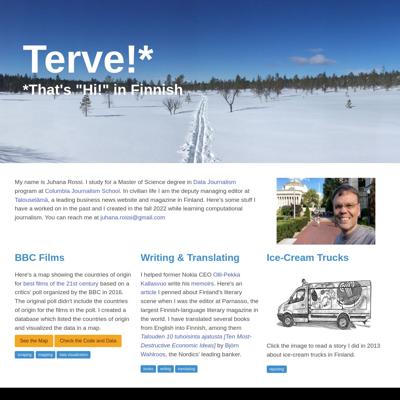 Terve!*
*That's "Hi!" in Finnish
My name is Juhana Rossi. I study for a Master of Science degree in Data Journalism
program at Columbia Journalism School. In civilian life I am the deputy managing editor at
Talouselämä, a leading business news website and magazine in Finland. Here's some stuff I
have a worked on in the past and I created in the fall 2022 while learning computational
journalism. You can reach me at juhana.rossi@gmail.com
BBC Films
Here's a map showing the countries of origin
for best films of the 21st century based on a
critics' poll organized by the BBC in 2016.
The original poll didn't include the countries
of origin for the films in the poll. I created a
database which listed the countries of origin
and visualized the data in a map.
See the Map
Check the Code and Data
scraping
mapping
data visualization
Writing & Translating
I helped former Nokia CEO Olli-Pekka
Kallasvuo write his memoirs. Here's an
article I penned about Finland's literary
scene when I was the editor at Parnasso, the
largest Finnish-language literary magazine in
the world. I have translated several books
from English into Finnish, among them
Talouden 10 tuhoisinta ajatusta [Ten Most-
Destructive Economic Ideas] by Björn
Wahlroos, the Nordics' leading banker.
books
writing
translating
Ice-Cream Trucks
Click the image to read a story I did in 2013
about ice-cream trucks in Finland.
reporting